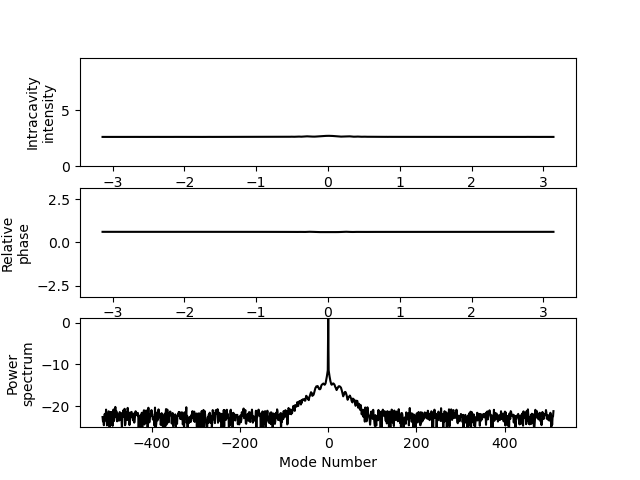 Intracavity
intensity
5
0
−3 −2 −1 0 1 2 3
Relative
phase
2.5
0.0
−2.5
−3 −2 −1 0 1 2 3
Power
spectrum
0
−10
−20
−400 −200 0 200 400
Mode Number